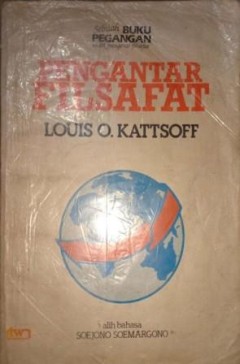 BUKU
PEGANGAN
PENGANTAR
FILSAFAT
LOUIS O. KATTSOFF
alih bahasa
SOEJONO SOEMARGONO